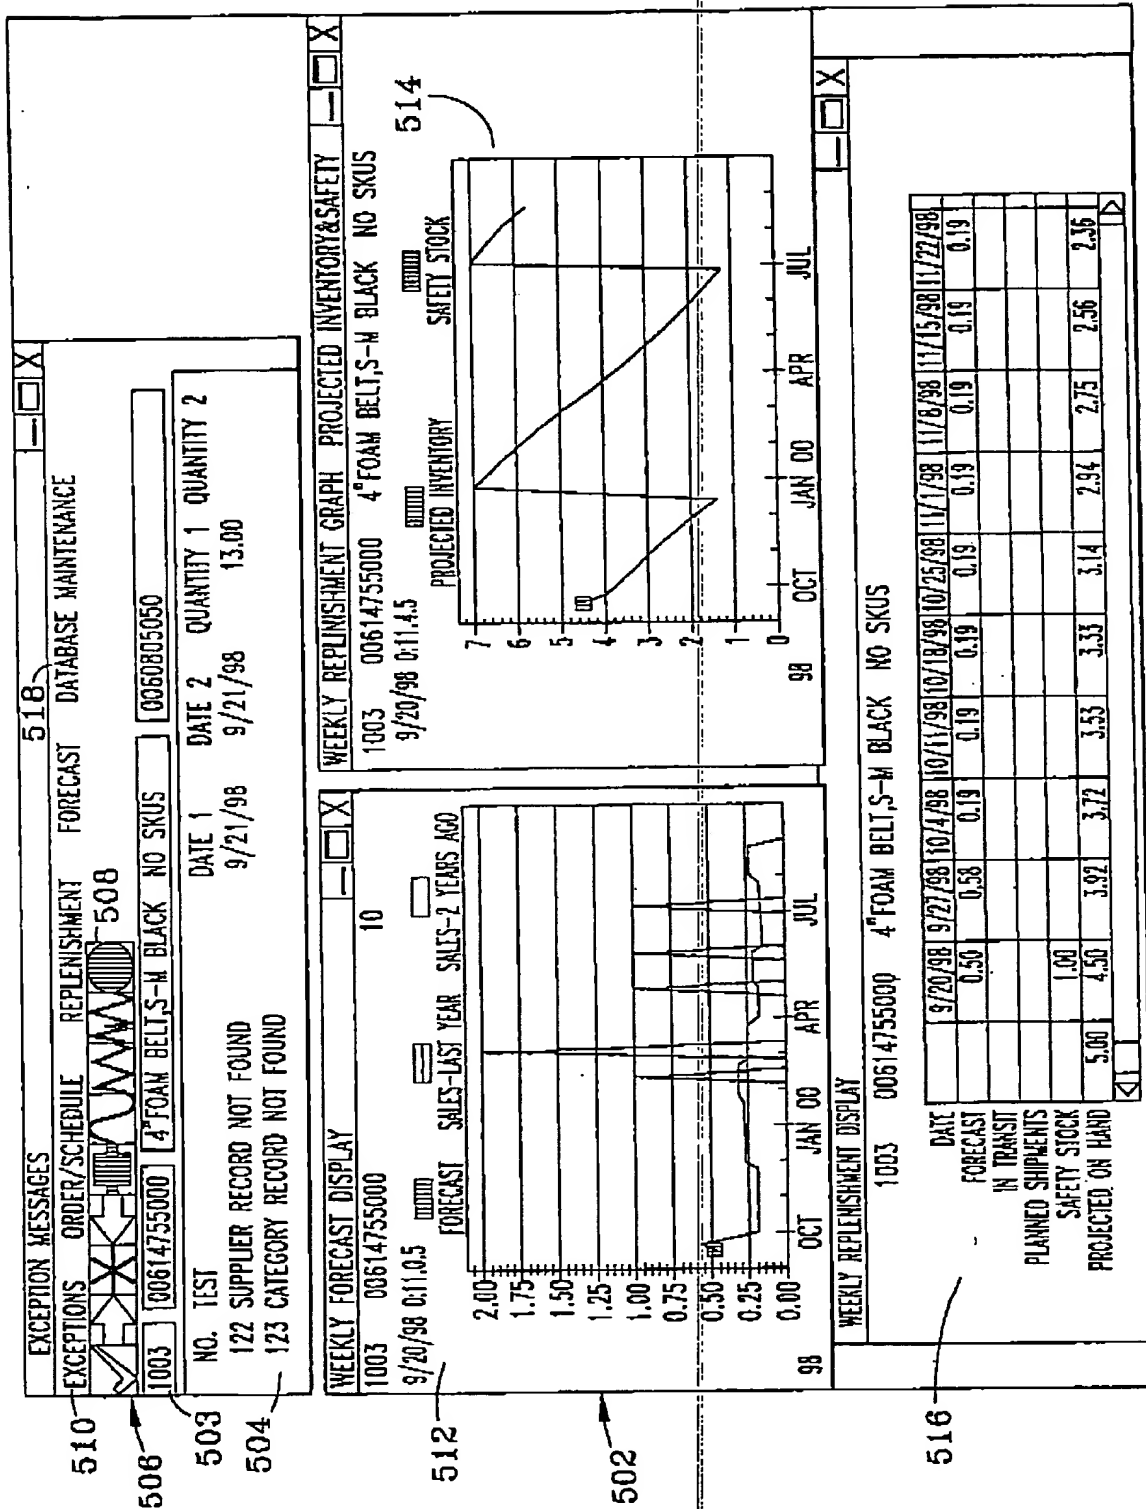 518
EXCEPTION MESSAGES
510
EXCEPTIONS ORDER/SCHEDULE REPLENISHMENT FORECAST DATABASE MAINTENANCE
506
508
1003 00614755000 4"FOAM BELT,S-M BLACK NO SKUS 0060805050
503
NO. TEST DATE 1 DATE 2 QUANTITY 1 QUANTITY 2
122 SUPPLIER RECORD NOT FOUND 9/21/98 9/21/98 13.00
123 CATEGORY RECORD NOT FOUND
504
WEEKLY FORECAST DISPLAY
1003 00614755000 10
9/20/98 0:11.0.5
FORECAST SALES-LAST YEAR SALES-2 YEARS AGO
512
2.00
1.75
1.50
1.25
1.00
0.75
0.50
0.25
0.00
OCT JAN 00 APR JUL
98
502
WEEKLY REPLINISHMENT GRAPH PROJECTED INVENTORY&SAFETY
1003 00614755000 4"FOAM BELT,S-M BLACK NO SKUS
9/20/98 0:11.4.5
PROJECTED INVENTORY SAFETY STOCK
514
7
6
5
4
3
2
1
0
OCT JAN 00 APR JUL
98
WEEKLY REPLENISHMENT DISPLAY
1003 00614755000 4"FOAM BELT,S-M BLACK NO SKUS
516
DATE 9/20/98 9/27/98 10/4/98 10/11/98 10/18/98 10/25/98 11/1/98 11/8/98 11/15/98 11/22/98
FORECAST 0.50 0.58 0.19 0.19 0.19 0.19 0.19 0.19 0.19 0.19
IN TRANSIT
PLANNED SHIPMENTS
SAFETY STOCK 1.00
PROJECTED ON HAND 5.00 4.50 3.92 3.72 3.53 3.33 3.14 2.94 2.75 2.56 2.36